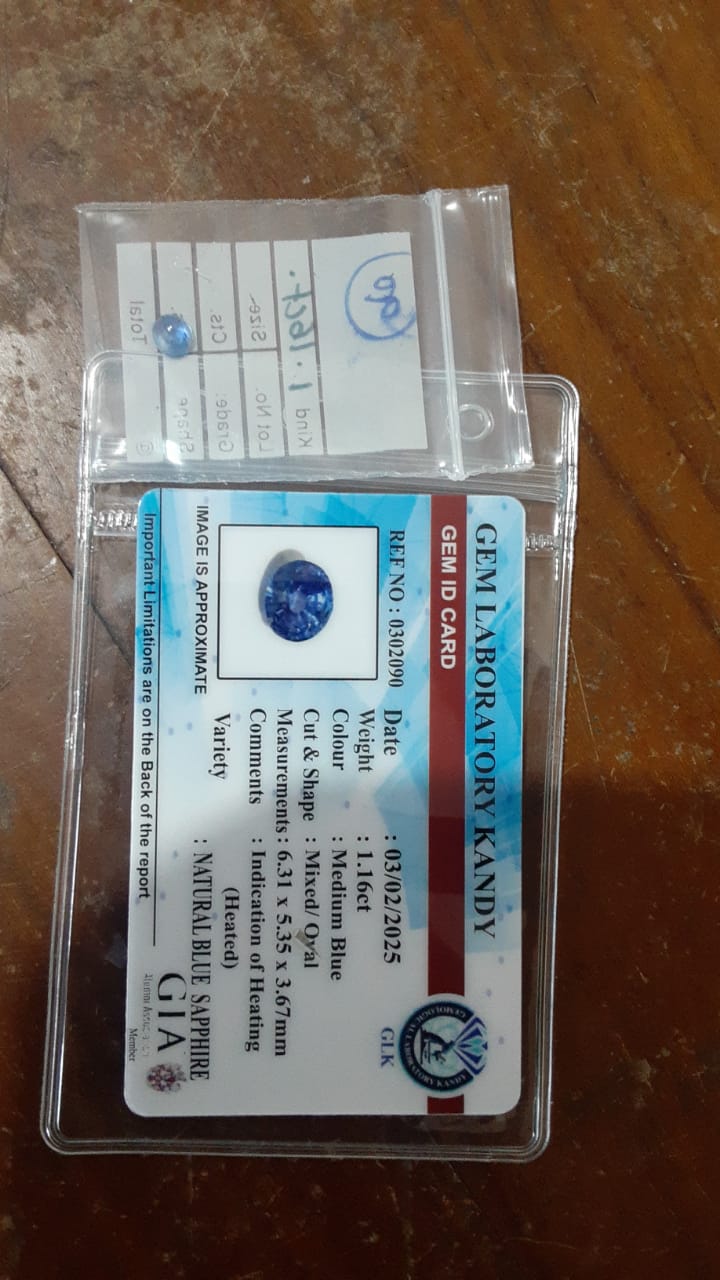 GEM LABORATORY KANDY
GEM ID CARD
GLK
REF NO : 0302090
IMAGE IS APPROXIMATE
Date : 03/02/2025
Weight : 1.16ct
Colour : Medium Blue
Cut & Shape : Mixed/ Oval
Measurements : 6.31 x 5.35 x 3.67mm
Comments : Indication of Heating
(Heated)
Variety : NATURAL BLUE SAPPHIRE
GIA
Alumni Association
Member
Important Limitations are on the Back of the report
Kind
1.16ct.
Lot No.
Size
Grade:
Cts.
Shape
Total